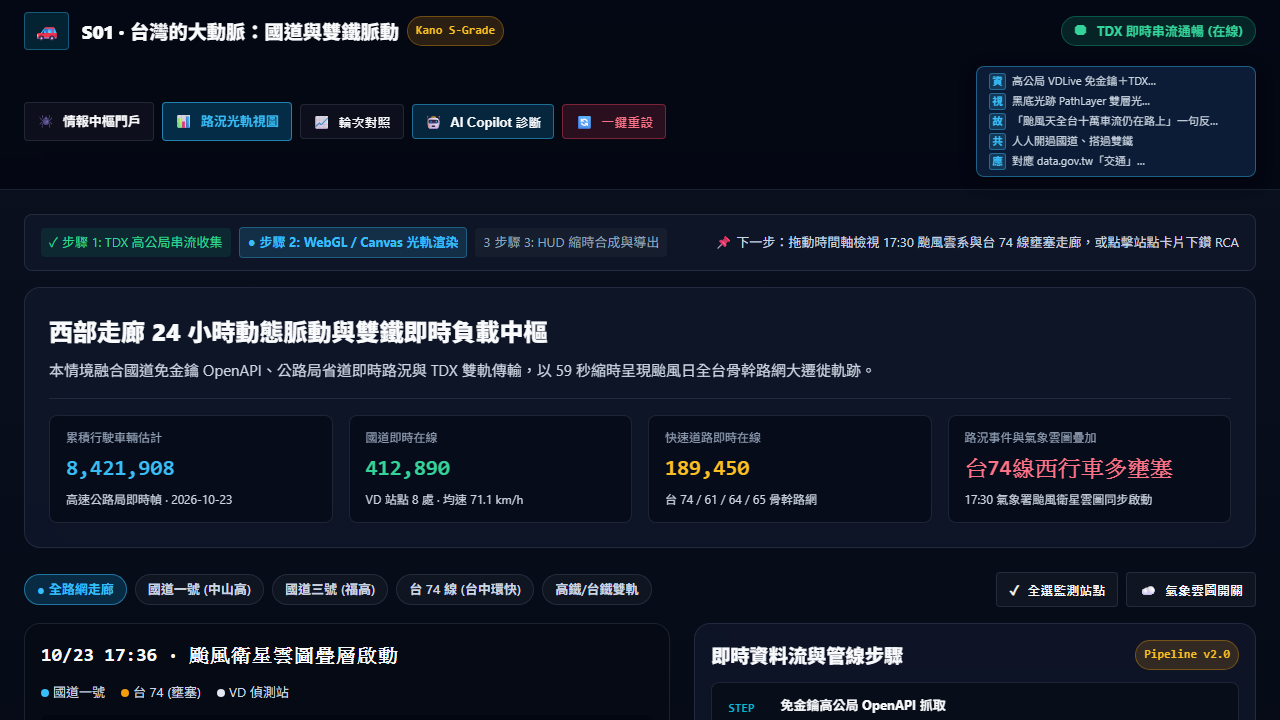 S01 · 台灣的大動脈：國道與雙鐵脈動
Kano S-Grade
TDX 即時串流通暢 (在線)
情報中樞門戶
路況光軌視圖
輪次對照
AI Copilot 診斷
一鍵重設
資 高公局 VDLive 免金鑰＋TDX...
視 黑底光跡 PathLayer 雙層光...
故 「颱風天全台十萬車流仍在路上」一句反...
共 人人開過國道、搭過雙鐵
應 對應 data.gov.tw「交通」...
✓ 步驟 1: TDX 高公局串流收集
● 步驟 2: WebGL / Canvas 光軌渲染
3 步驟 3: HUD 縮時合成與導出
下一步：拖動時間軸檢視 17:30 颱風雲系與台 74 線壅塞走廊，或點擊站點卡片下鑽 RCA
西部走廊 24 小時動態脈動與雙鐵即時負載中樞
本情境融合國道免金鑰 OpenAPI、公路局省道即時路況與 TDX 雙軌傳輸，以 59 秒縮時呈現颱風日全台骨幹路網大遷徙軌跡。
累積行駛車輛估計
8,421,908
高速公路局即時幀 · 2026-10-23
國道即時在線
412,890
VD 站點 8 處 · 均速 71.1 km/h
快速道路即時在線
189,450
台 74 / 61 / 64 / 65 骨幹路網
路況事件與氣象雲圖疊加
台74線西行車多壅塞
17:30 氣象署颱風衛星雲圖同步啟動
● 全路網走廊
國道一號 (中山高)
國道三號 (福高)
台 74 線 (台中環快)
高鐵/台鐵雙軌
✓ 全選監測站點
氣象雲圖開關
10/23 17:36 · 颱風衛星雲圖疊層啟動
國道一號
台 74 (壅塞)
VD 偵測站
即時資料流與管線步驟
Pipeline v2.0
STEP
免金鑰高公局 OpenAPI 抓取